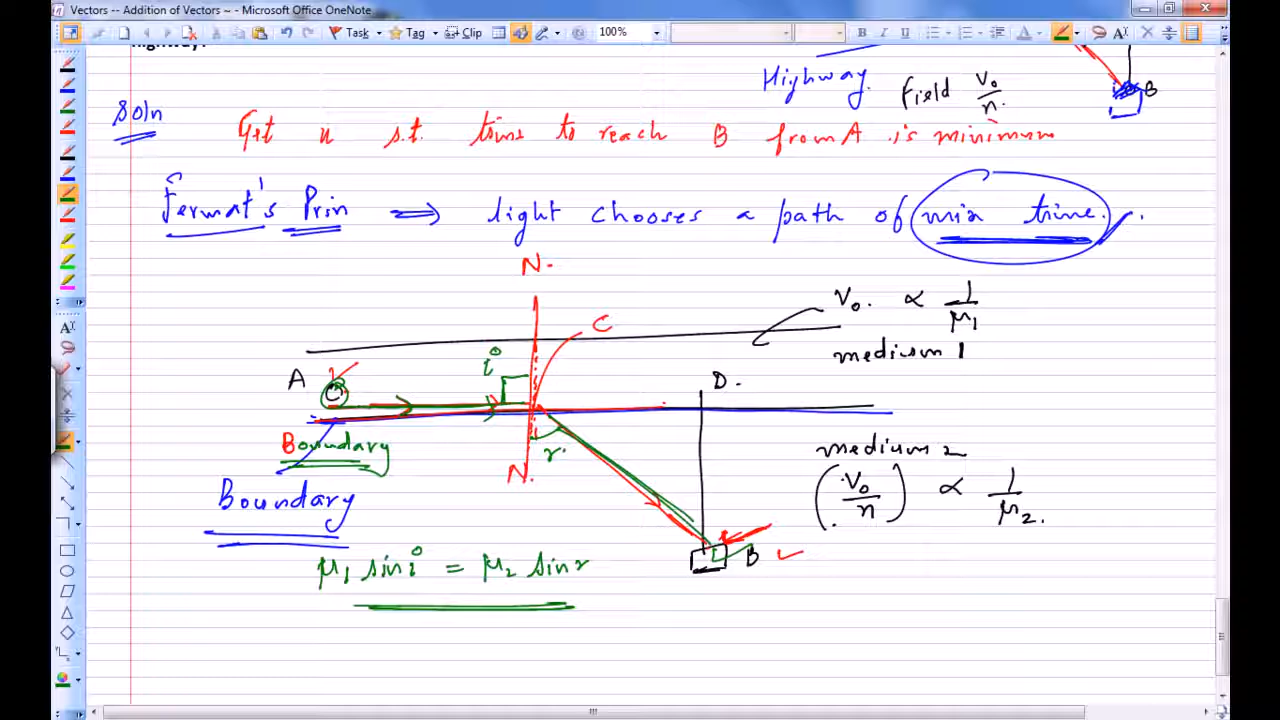 Vectors -- Addition of Vectors ~ - Microsoft Office OneNote
Task Tag Clip 100% B I U
highway?
Highway. Field V₀/n.
B
Soln
Get n s.t. time to reach B from A is minimum
Fermat's Prin ⇒ light chooses a path of min time.
N.
V₀. ∝ 1/μ₁
medium 1
C
i
A
D.
Boundary
r.
medium 2
N.
(V₀/n) ∝ 1/μ₂.
Boundary
B ✓
μ₁ sin i = μ₂ sin r